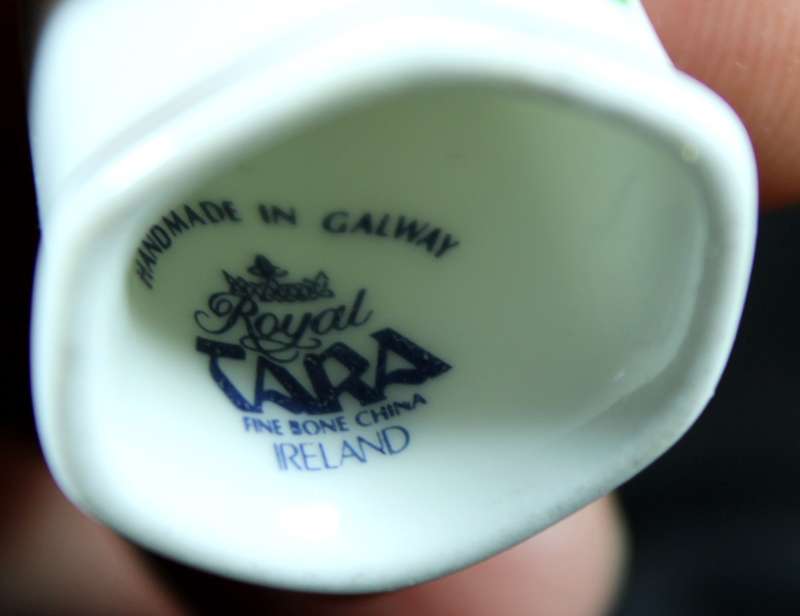 HANDMADE IN GALWAY
Royal
TARA
FINE BONE CHINA
IRELAND